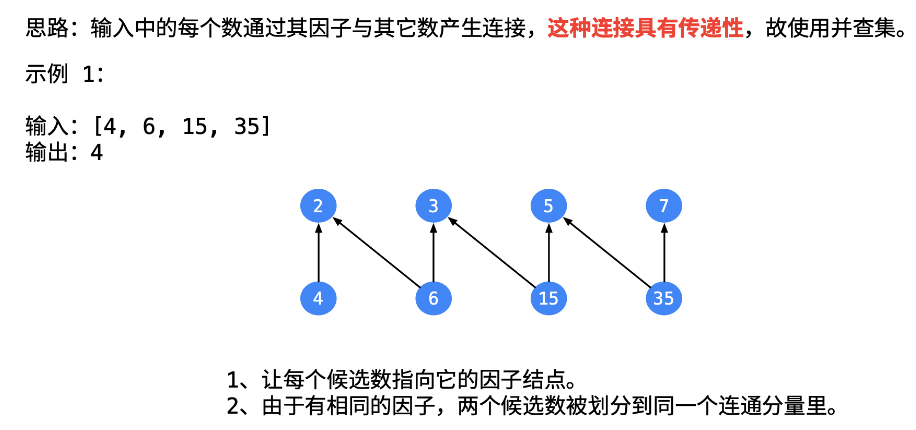 思路：输入中的每个数通过其因子与其它数产生连接，这种连接具有传递性，故使用并查集。
示例 1：
输入：[4, 6, 15, 35]
输出：4
2 3 5 7
4 6 15 35
1、让每个候选数指向它的因子结点。
2、由于有相同的因子，两个候选数被划分到同一个连通分量里。